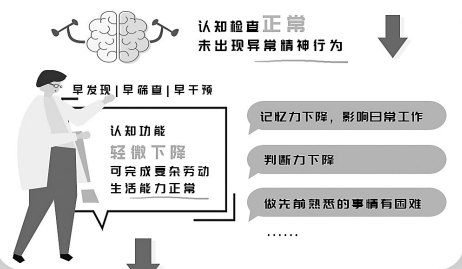 认知检查正常
未出现异常精神行为
早发现|早筛查|早干预
认知功能
轻微下降
可完成复杂劳动
生活能力正常
记忆力下降，影响日常工作
判断力下降
做先前熟悉的事情有困难
······